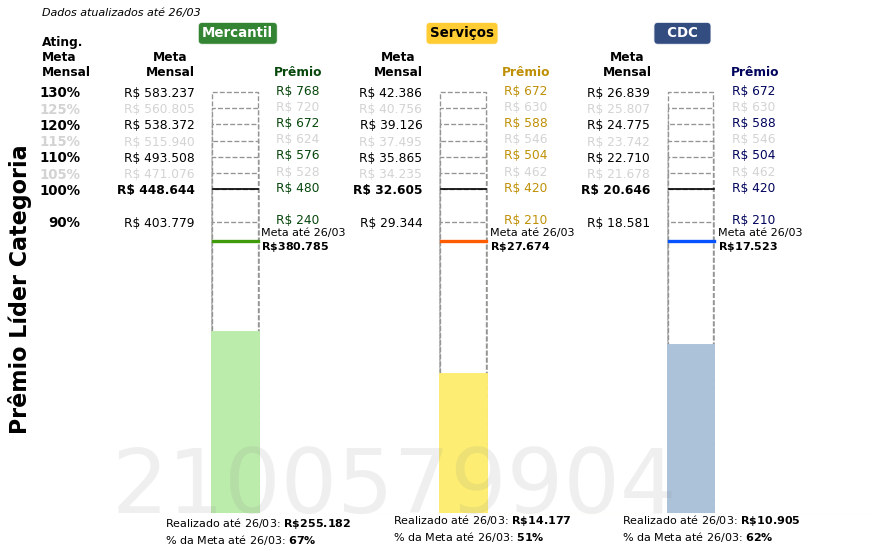 Dados atualizados até 26/03
Mercantil Serviços CDC
Ating. Meta Mensal Meta Mensal Prêmio Meta Mensal Prêmio Meta Mensal Prêmio
130% R$ 583.237 R$ 768 R$ 42.386 R$ 672 R$ 26.839 R$ 672
125% R$ 560.805 R$ 720 R$ 40.756 R$ 630 R$ 25.807 R$ 630
120% R$ 538.372 R$ 672 R$ 39.126 R$ 588 R$ 24.775 R$ 588
115% R$ 515.940 R$ 624 R$ 37.495 R$ 546 R$ 23.742 R$ 546
110% R$ 493.508 R$ 576 R$ 35.865 R$ 504 R$ 22.710 R$ 504
105% R$ 471.076 R$ 528 R$ 34.235 R$ 462 R$ 21.678 R$ 462
100% R$ 448.644 R$ 480 R$ 32.605 R$ 420 R$ 20.646 R$ 420
90% R$ 403.779 R$ 240 R$ 29.344 R$ 210 R$ 18.581 R$ 210
Meta até 26/03 Meta até 26/03 Meta até 26/03
R$380.785 R$27.674 R$17.523
Prêmio Líder Categoria
2100579904
Realizado até 26/03: R$255.182 Realizado até 26/03: R$14.177 Realizado até 26/03: R$10.905
% da Meta até 26/03: 67% % da Meta até 26/03: 51% % da Meta até 26/03: 62%